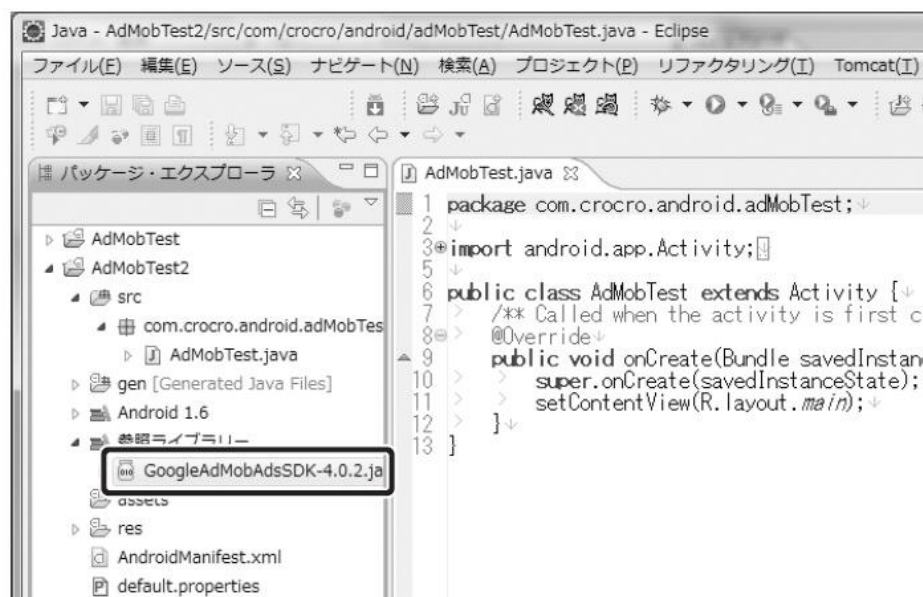 Java - AdMobTest2/src/com/crocro/android/adMobTest/AdMobTest.java - Eclipse
ファイル(F) 編集(E) ソース(S) ナビゲート(N) 検索(A) プロジェクト(P) リファクタリング(T) Tomcat(T)
パッケージ・エクスプローラ
AdMobTest
AdMobTest2
src
com.crocro.android.adMobTes
AdMobTest.java
gen [Generated Java Files]
Android 1.6
参照ライブラリー
GoogleAdMobAdsSDK-4.0.2.ja
assets
res
AndroidManifest.xml
default.properties
AdMobTest.java
1 package com.crocro.android.adMobTest;
2
3 import android.app.Activity;
5
6 public class AdMobTest extends Activity {
7 /** Called when the activity is first c
8 @Override
9 public void onCreate(Bundle savedInstan
10 super.onCreate(savedInstanceState);
11 setContentView(R.layout.main);
12 }
13 }